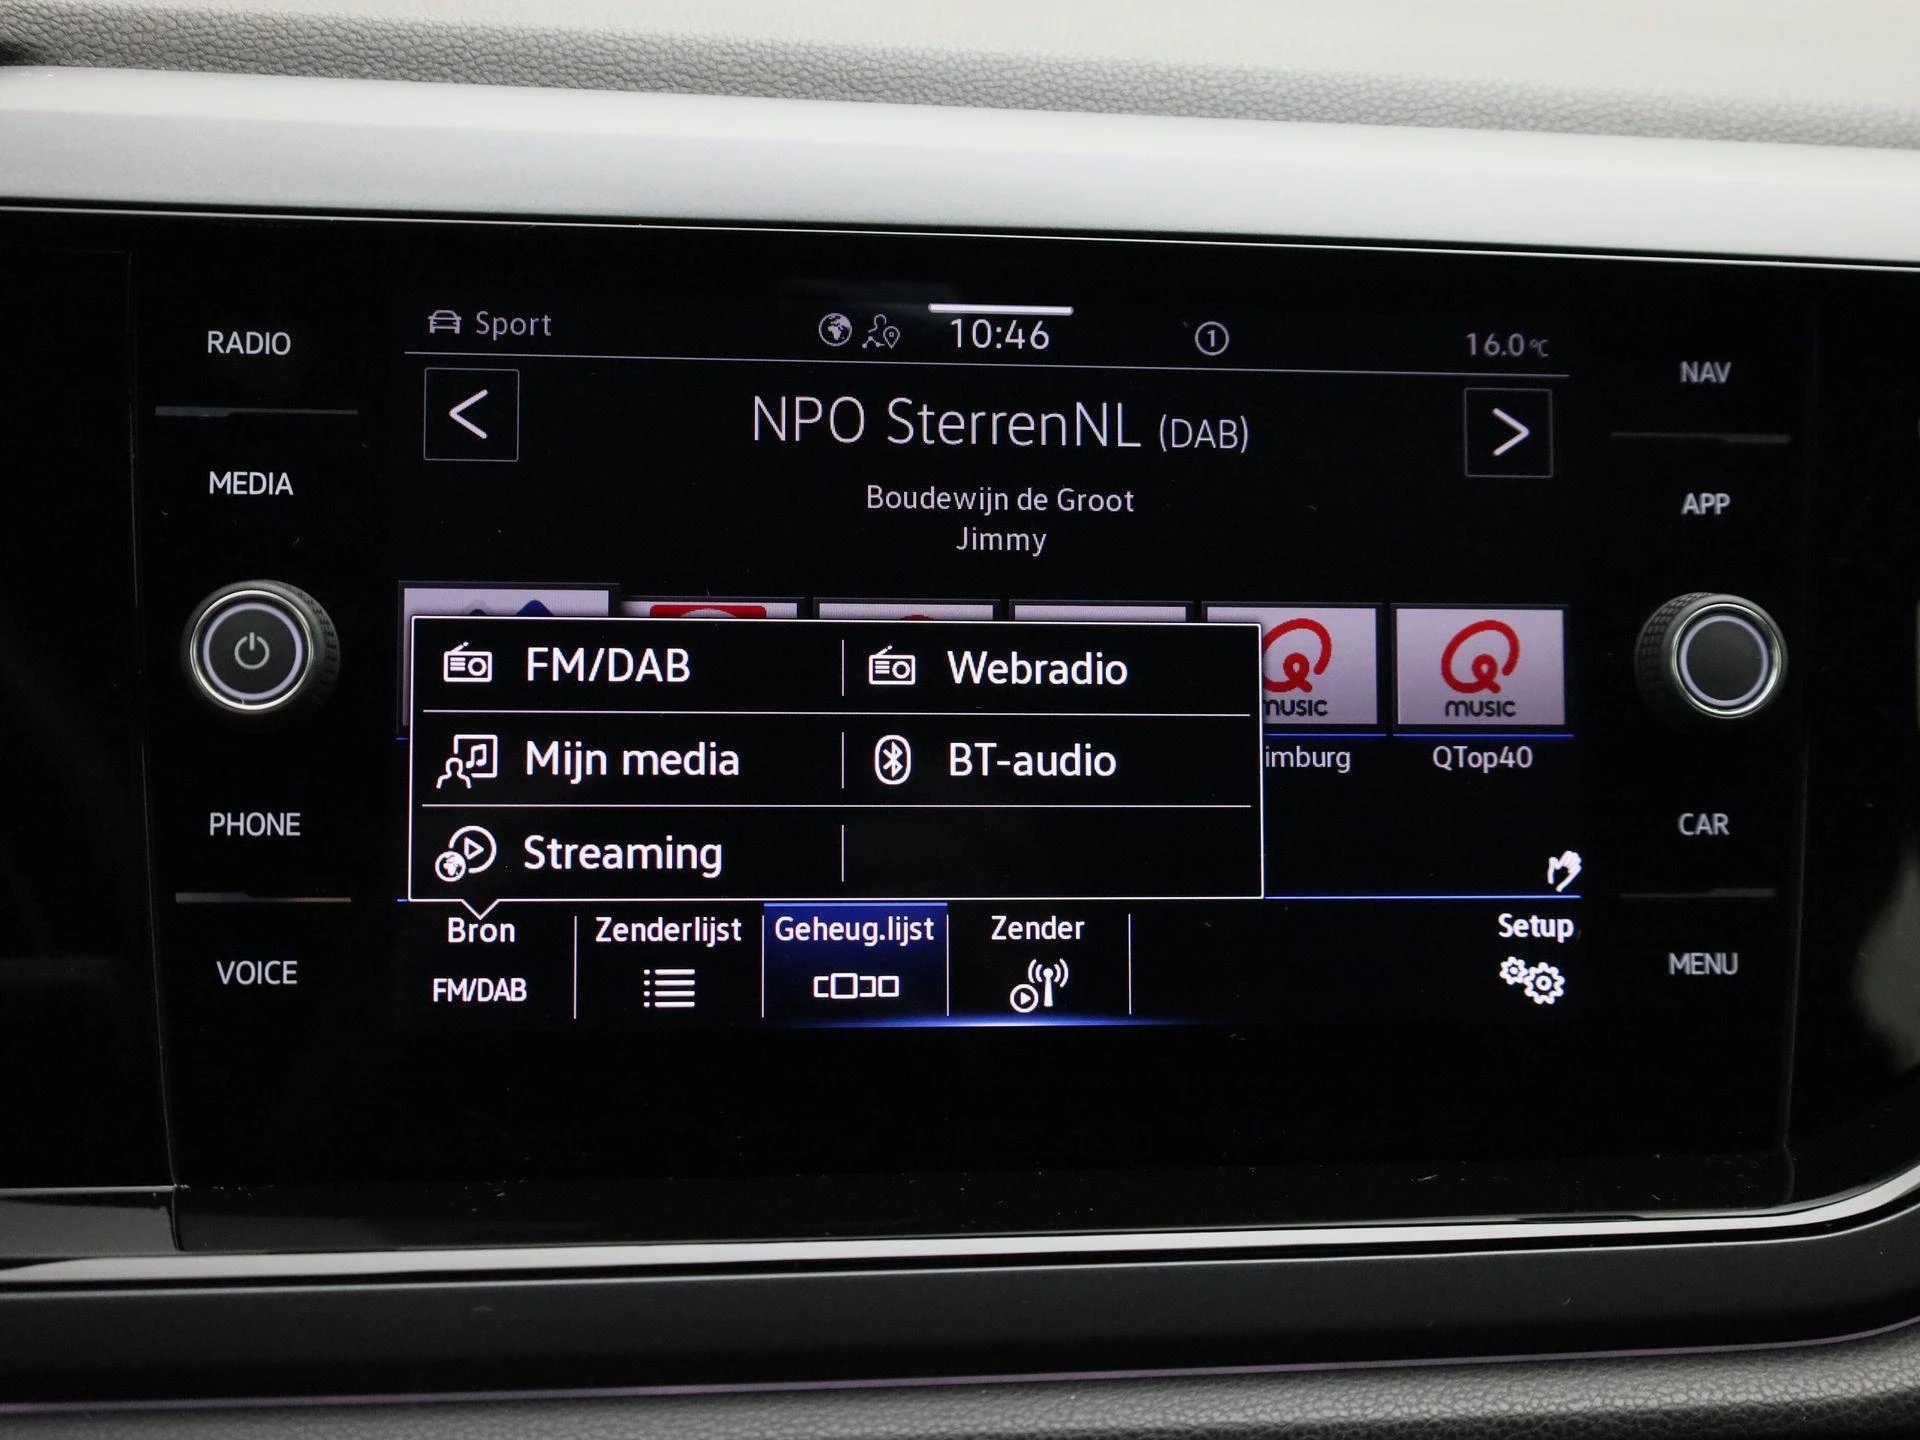 RADIO
MEDIA
PHONE
VOICE
Sport
10:46
1
16.0°C
<
NPO SterrenNL (DAB)
>
Boudewijn de Groot
Jimmy
FM/DAB
Webradio
Mijn media
BT-audio
Streaming
music
music
imburg
QTop40
Bron
FM/DAB
Zenderlijst
Geheug.lijst
Zender
Setup
NAV
APP
CAR
MENU